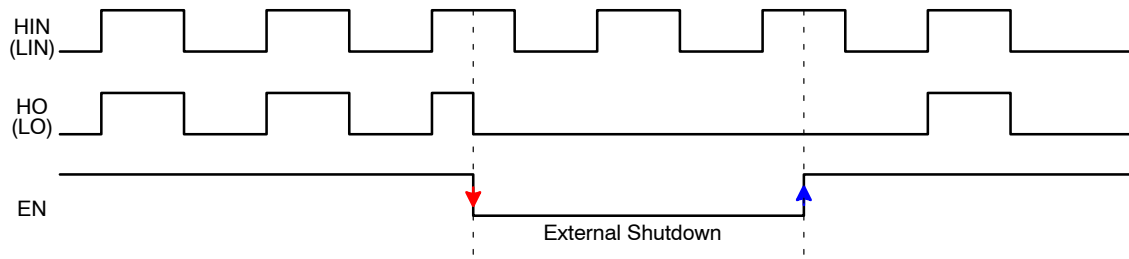 HIN
(LIN)
HO
(LO)
EN
External Shutdown